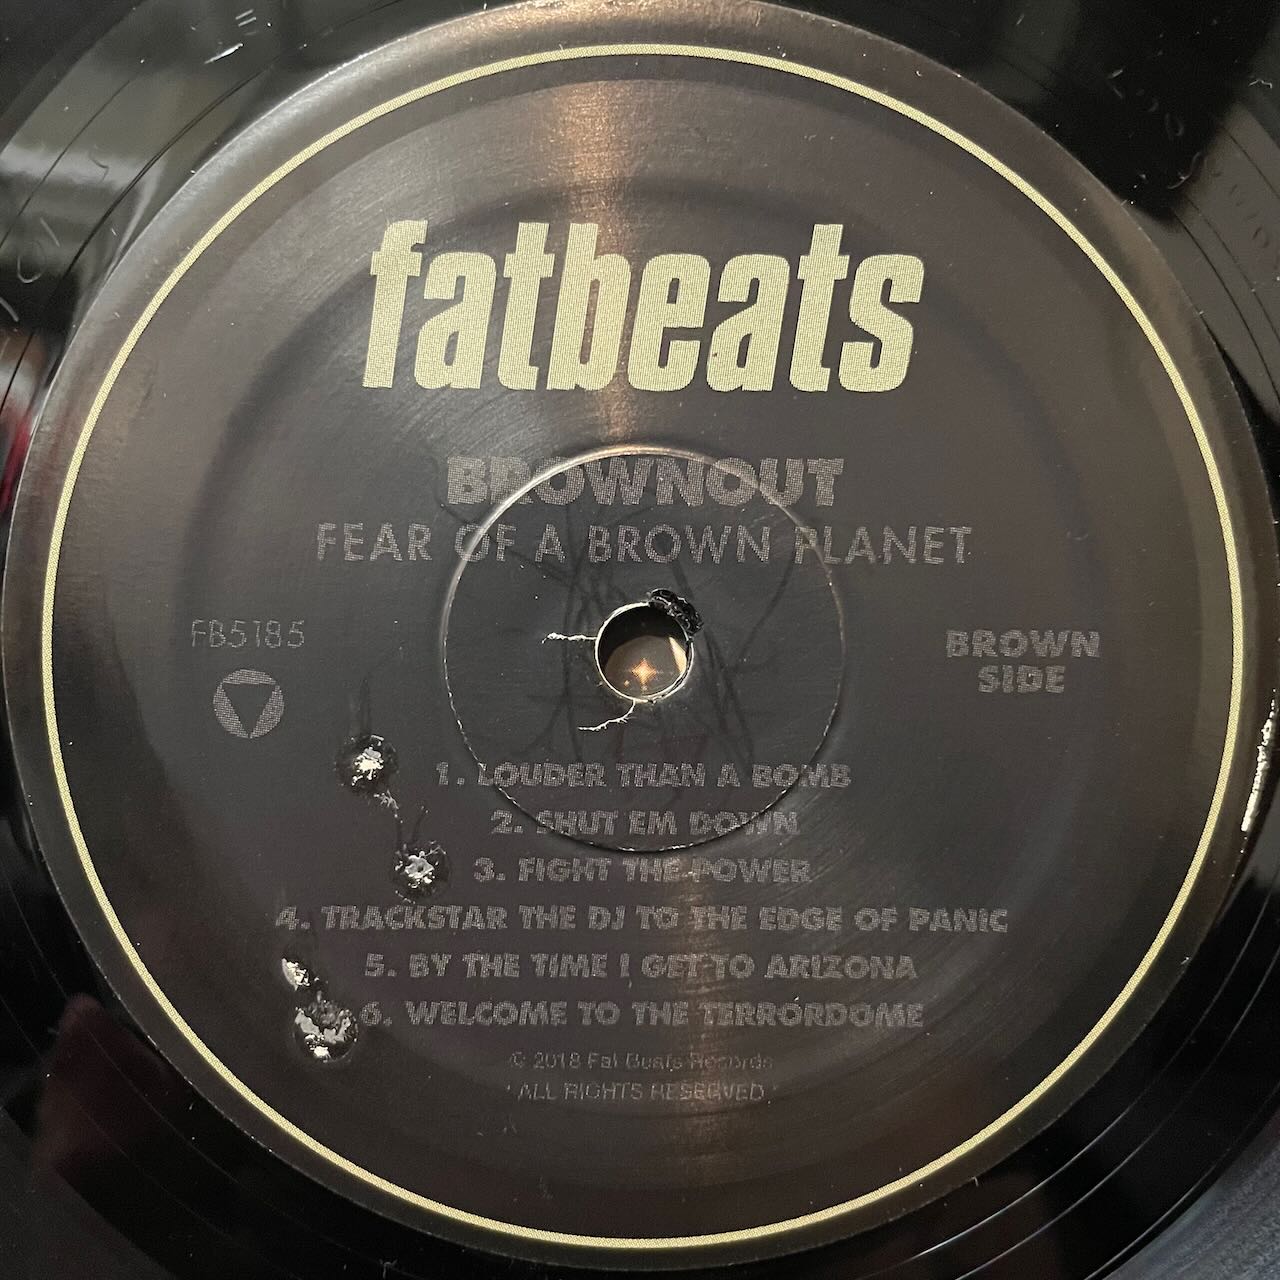 fatbeats
BROWNOUT
FEAR OF A BROWN PLANET
FB5185
BROWN
SIDE
1. LOUDER THAN A BOMB
2. SHUT EM DOWN
3. FIGHT THE POWER
4. TRACKSTAR THE DJ TO THE EDGE OF PANIC
5. BY THE TIME I GET TO ARIZONA
6. WELCOME TO THE TERRORDOME
© 2018 Fat Beats Records
ALL RIGHTS RESERVED